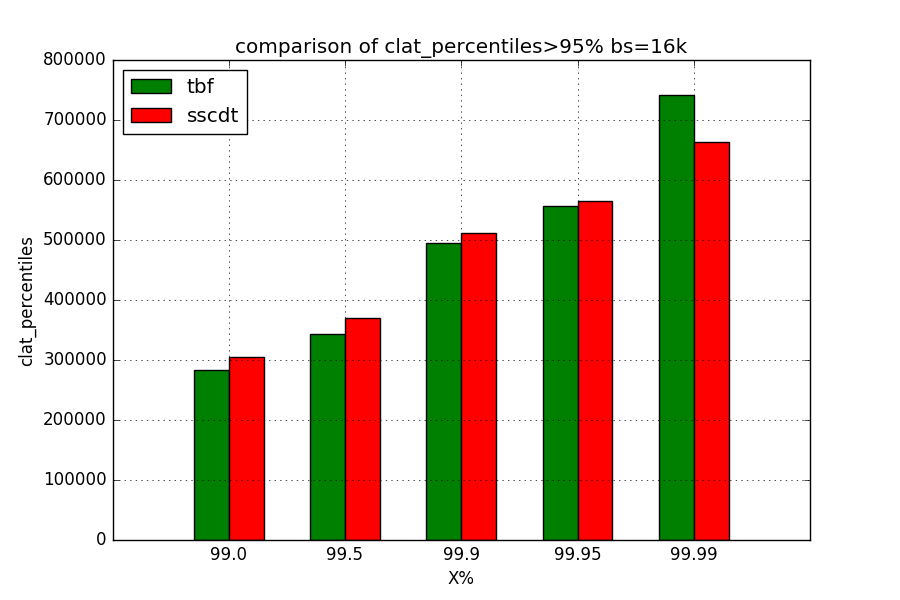 comparison of clat_percentiles>95% bs=16k
800000
700000
600000
500000
400000
300000
200000
100000
0
clat_percentiles
tbf
sscdt
99.0 99.5 99.9 99.95 99.99
X%